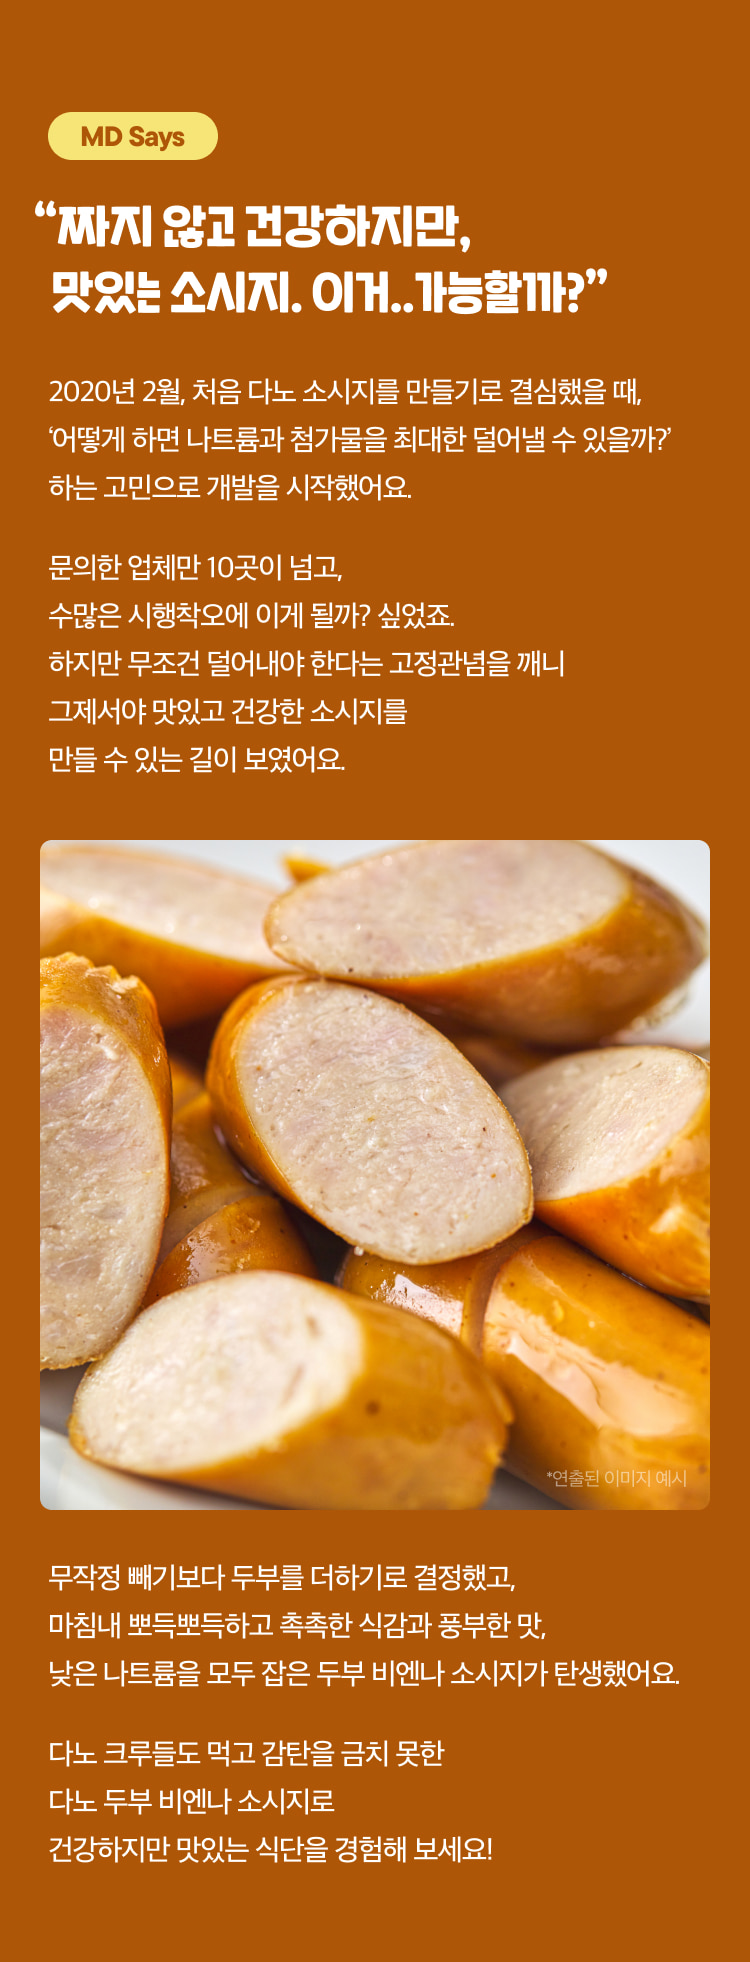 MD Says
“짜지 않고 건강하지만,
맛있는 소시지. 이거..가능할까?”
2020년 2월, 처음 다노 소시지를 만들기로 결심했을 때,
‘어떻게 하면 나트륨과 첨가물을 최대한 덜어낼 수 있을까?’
하는 고민으로 개발을 시작했어요.
문의한 업체만 10곳이 넘고,
수많은 시행착오에 이게 될까? 싶었죠.
하지만 무조건 덜어내야 한다는 고정관념을 깨니
그제서야 맛있고 건강한 소시지를
만들 수 있는 길이 보였어요.
*연출된 이미지 예시
무작정 빼기보다 두부를 더하기로 결정했고,
마침내 뽀득뽀득하고 촉촉한 식감과 풍부한 맛,
낮은 나트륨을 모두 잡은 두부 비엔나 소시지가 탄생했어요.
다노 크루들도 먹고 감탄을 금치 못한
다노 두부 비엔나 소시지로
건강하지만 맛있는 식단을 경험해 보세요!